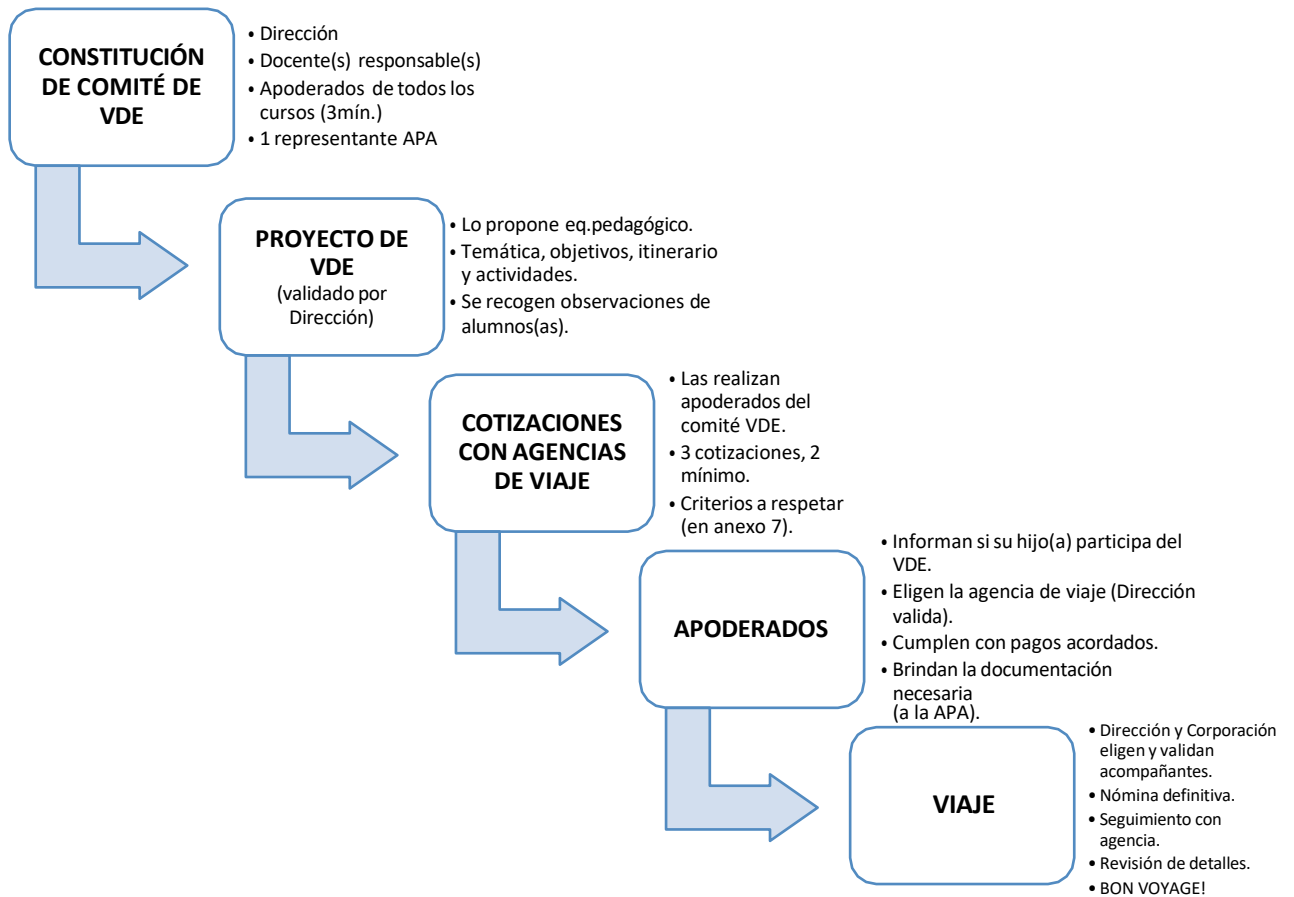 CONSTITUCIÓN
DE COMITÉ DE
VDE
• Dirección
• Docente(s) responsable(s)
• Apoderados de todos los
cursos (3mín.)
• 1 representante APA
PROYECTO DE
VDE
(validado por
Dirección)
• Lo propone eq.pedagógico.
• Temática, objetivos, itinerario
y actividades.
• Se recogen observaciones de
alumnos(as).
COTIZACIONES
CON AGENCIAS
DE VIAJE
• Las realizan
apoderados del
comité VDE.
• 3 cotizaciones, 2
mínimo.
• Criterios a respetar
(en anexo 7).
APODERADOS
• Informan si su hijo(a) participa del
VDE.
• Eligen la agencia de viaje (Dirección
valida).
• Cumplen con pagos acordados.
• Brindan la documentación
necesaria
(a la APA).
VIAJE
• Dirección y Corporación
eligen y validan
acompañantes.
• Nómina definitiva.
• Seguimiento con
agencia.
• Revisión de detalles.
• BON VOYAGE!